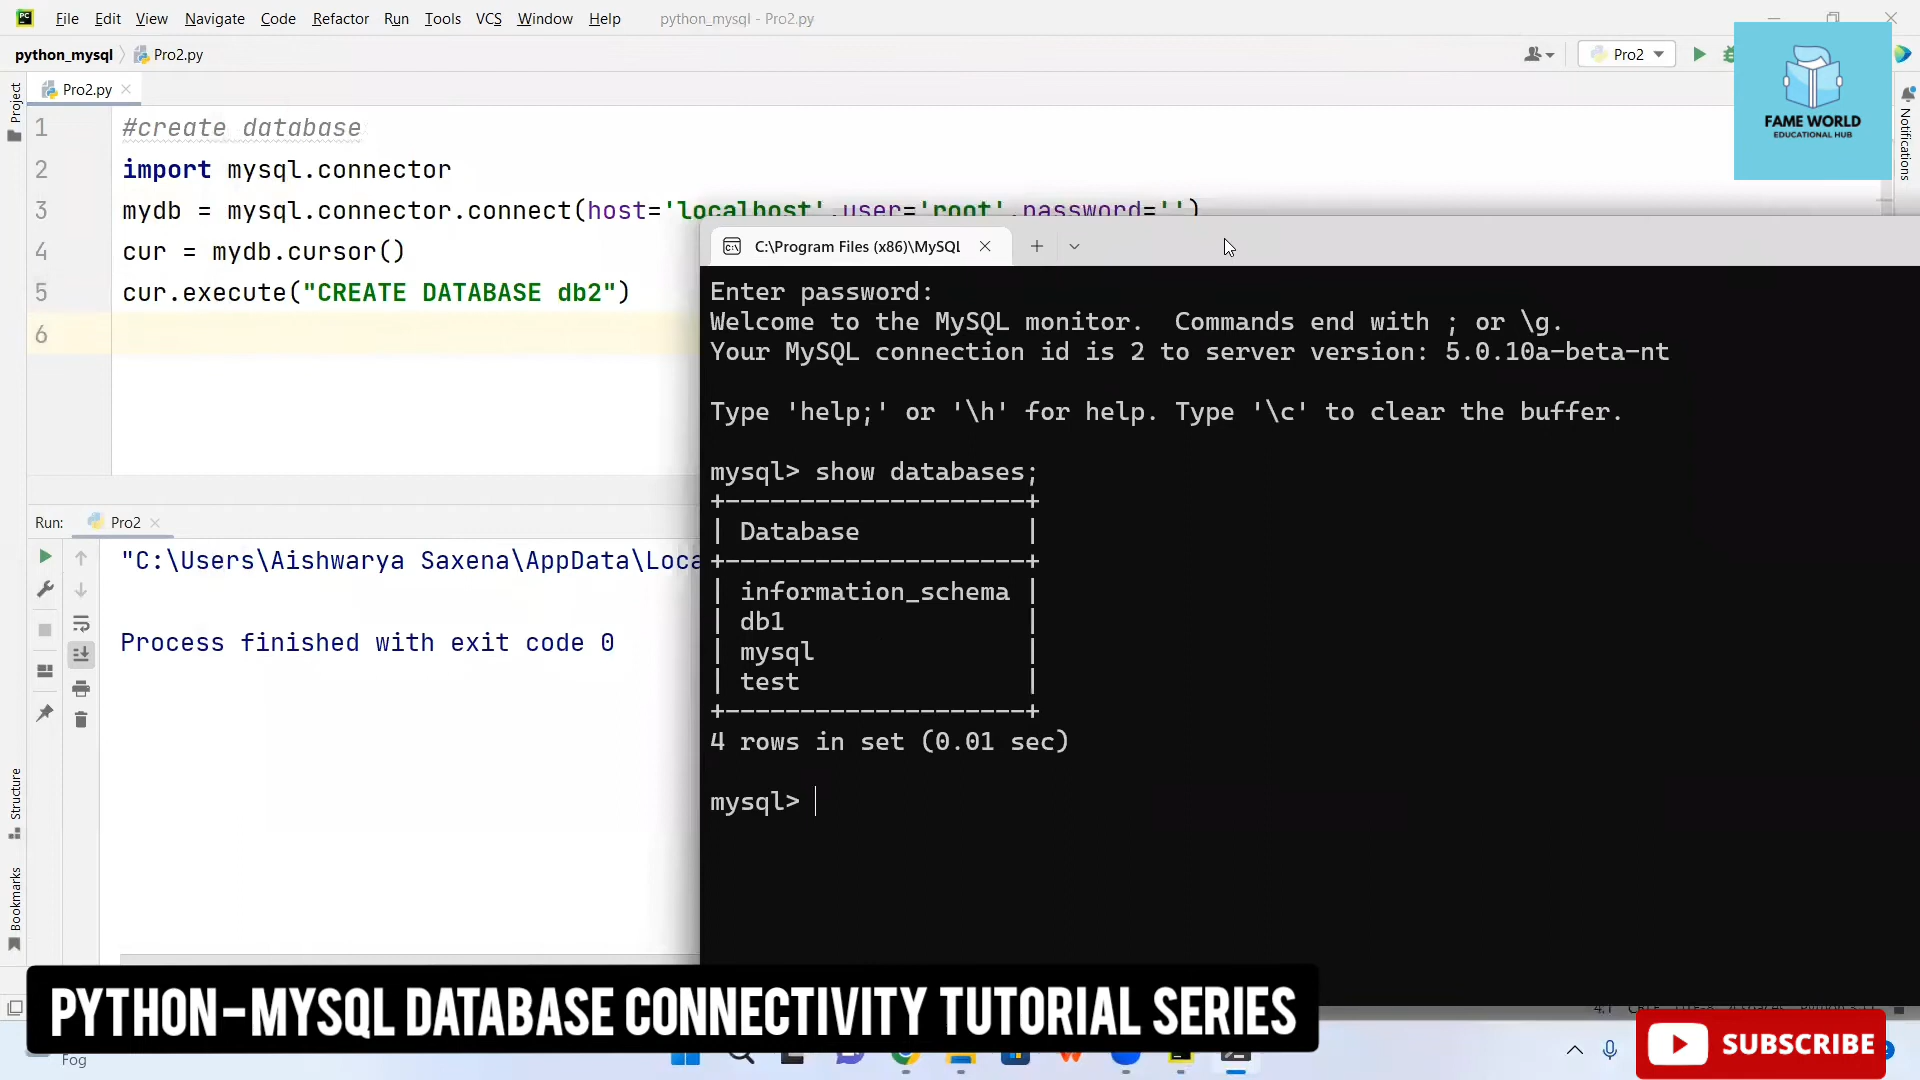 File Edit View Navigate Code Refactor Run Tools VCS Window Help python_mysql - Pro2.py
python_mysql Pro2.py
Pro2
FAME WORLD
EDUCATIONAL HUB
Project
Notifications
Pro2.py
1 #create database
2 import mysql.connector
3 mydb = mysql.connector.connect(host='localhost',user='root',password='')
4 cur = mydb.cursor()
5 cur.execute("CREATE DATABASE db2")
6
C:\Program Files (x86)\MySQL
Enter password:
Welcome to the MySQL monitor.  Commands end with ; or \g.
Your MySQL connection id is 2 to server version: 5.0.10a-beta-nt
Type 'help;' or '\h' for help. Type '\c' to clear the buffer.
mysql> show databases;
+--------------------+
| Database           |
+--------------------+
| information_schema |
| db1                |
| mysql              |
| test               |
+--------------------+
4 rows in set (0.01 sec)
mysql>
Run: Pro2
"C:\Users\Aishwarya Saxena\AppData\Loca
Process finished with exit code 0
Structure
Bookmarks
PYTHON-MYSQL DATABASE CONNECTIVITY TUTORIAL SERIES
Fog
SUBSCRIBE